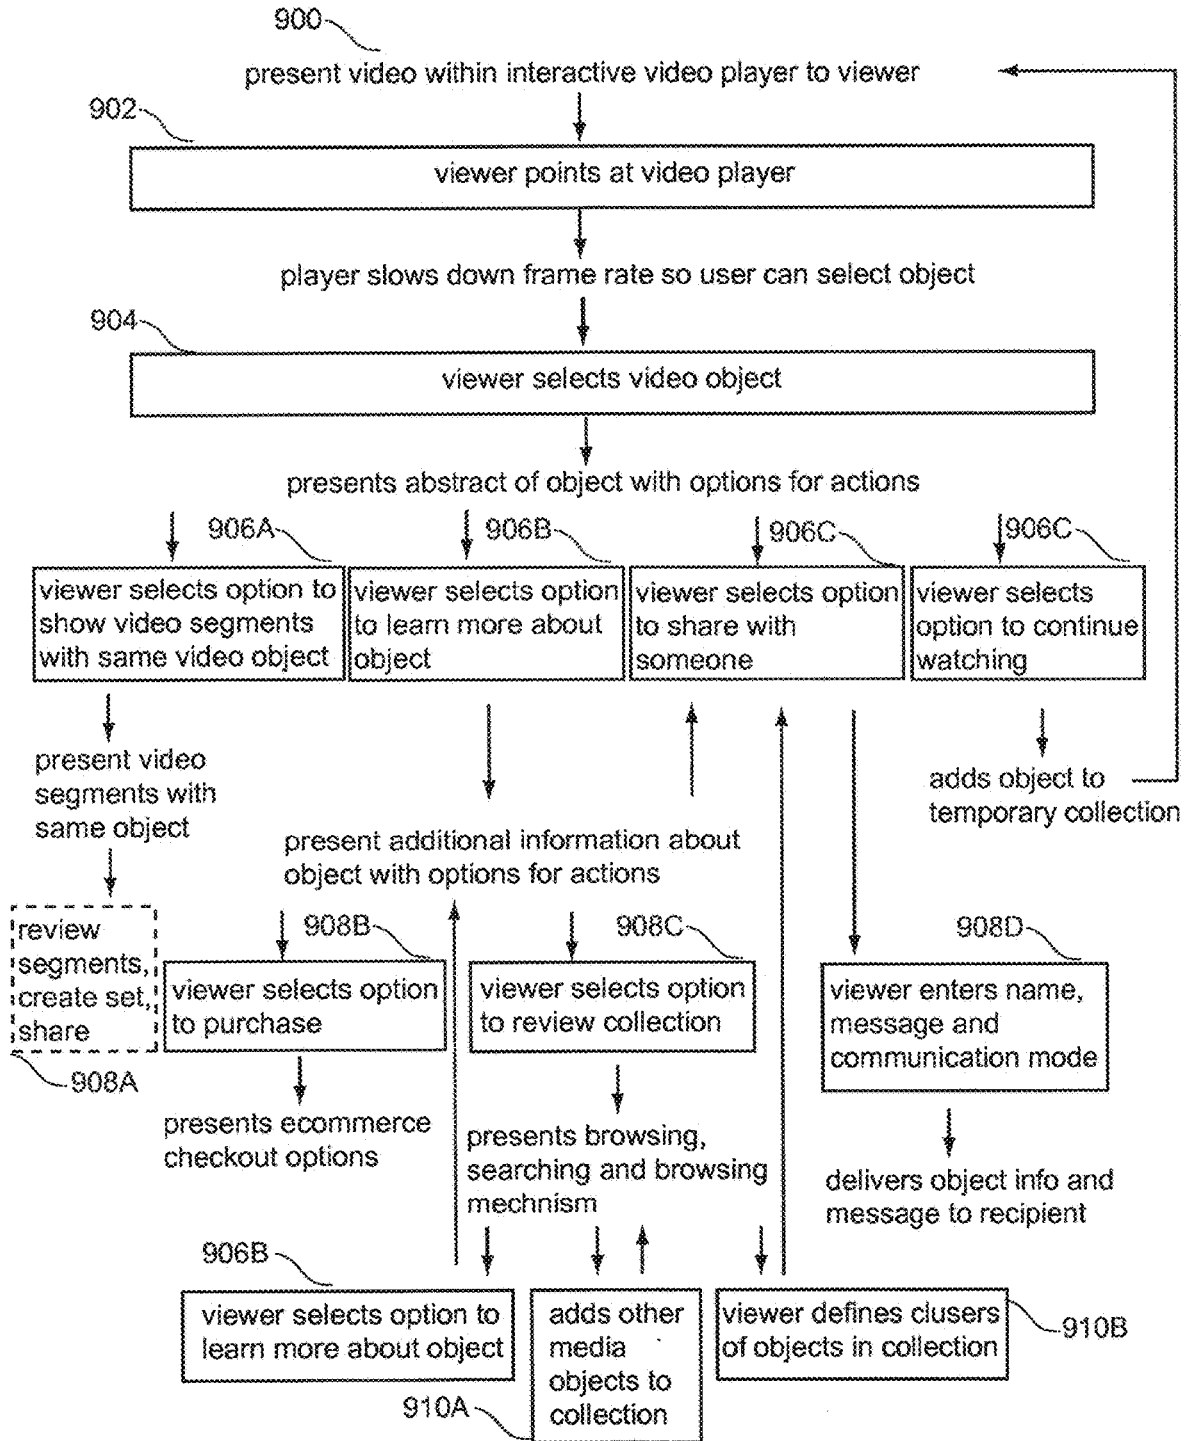 900
present video within interactive video player to viewer
902
viewer points at video player
player slows down frame rate so user can select object
904
viewer selects video object
presents abstract of object with options for actions
906A
906B
906C
906C
viewer selects option to
show video segments
with same video object
viewer selects option
to learn more about
object
viewer selects option
to share with
someone
viewer selects
option to continue
watching
present video
segments with
same object
adds object to
temporary collection
present additional information about
object with options for actions
review
segments,
create set,
share
908A
908B
viewer selects option
to purchase
908C
viewer selects option
to review collection
908D
viewer enters name,
message and
communication mode
presents ecommerce
checkout options
presents browsing,
searching and browsing
mechnism
delivers object info and
message to recipient
906B
viewer selects option to
learn more about object
adds other
media
objects to
collection
910A
viewer defines clusers
of objects in collection
910B